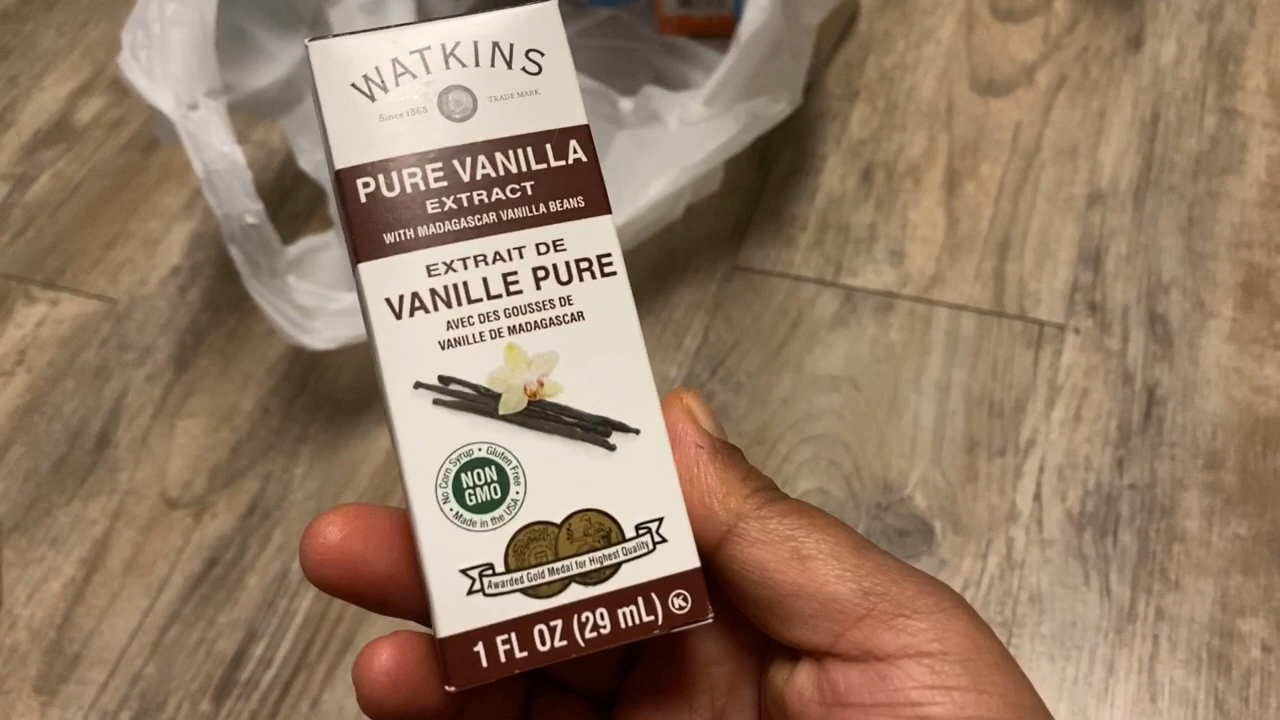 WATKINS
Since 1868 TRADE MARK
PURE VANILLA
EXTRACT
WITH MADAGASCAR VANILLA BEANS
EXTRAIT DE
VANILLE PURE
AVEC DES GOUSSES DE
VANILLE DE MADAGASCAR
No Corn Syrup • Gluten Free
NON
GMO
• Made in the USA •
Awarded Gold Medal for Highest Quality
1 FL OZ (29 mL) K